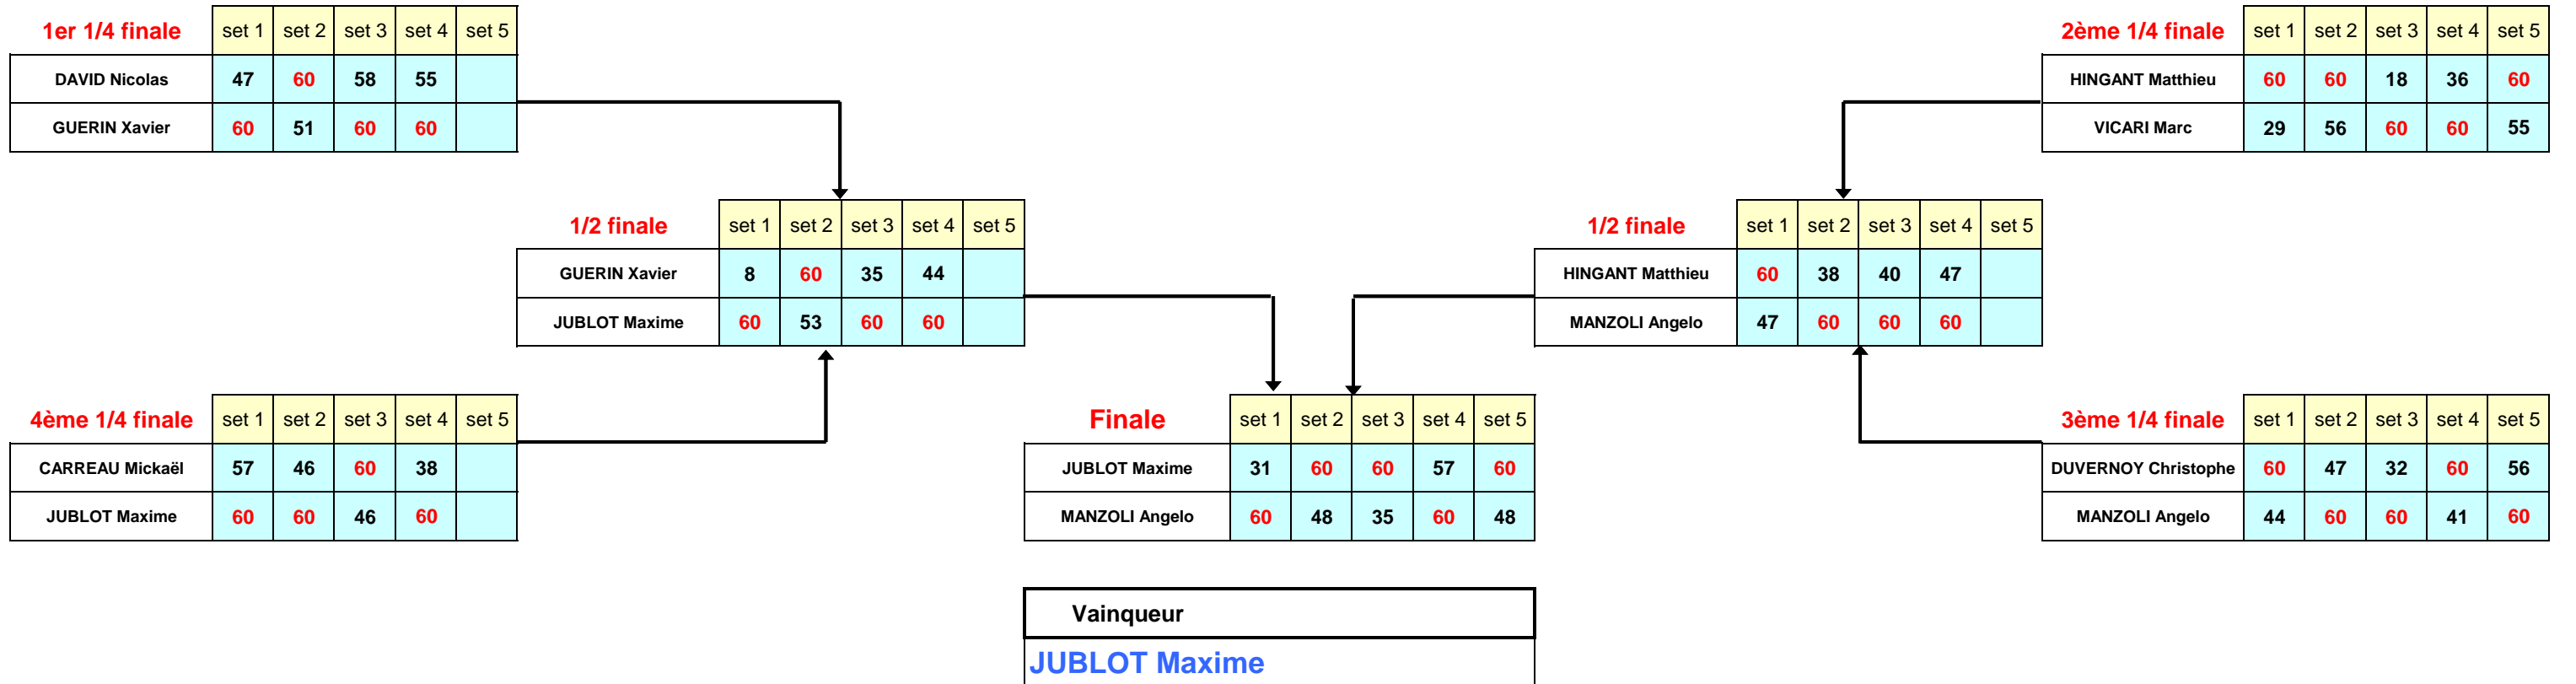 1er 1/4 finale set 1 set 2 set 3 set 4 set 5
DAVID Nicolas 47 60 58 55
GUERIN Xavier 60 51 60 60
2ème 1/4 finale set 1 set 2 set 3 set 4 set 5
HINGANT Matthieu 60 60 18 36 60
VICARI Marc 29 56 60 60 55
1/2 finale set 1 set 2 set 3 set 4 set 5
GUERIN Xavier 8 60 35 44
JUBLOT Maxime 60 53 60 60
1/2 finale set 1 set 2 set 3 set 4 set 5
HINGANT Matthieu 60 38 40 47
MANZOLI Angelo 47 60 60 60
4ème 1/4 finale set 1 set 2 set 3 set 4 set 5
CARREAU Mickaël 57 46 60 38
JUBLOT Maxime 60 60 46 60
Finale set 1 set 2 set 3 set 4 set 5
JUBLOT Maxime 31 60 60 57 60
MANZOLI Angelo 60 48 35 60 48
3ème 1/4 finale set 1 set 2 set 3 set 4 set 5
DUVERNOY Christophe 60 47 32 60 56
MANZOLI Angelo 44 60 60 41 60
Vainqueur
JUBLOT Maxime